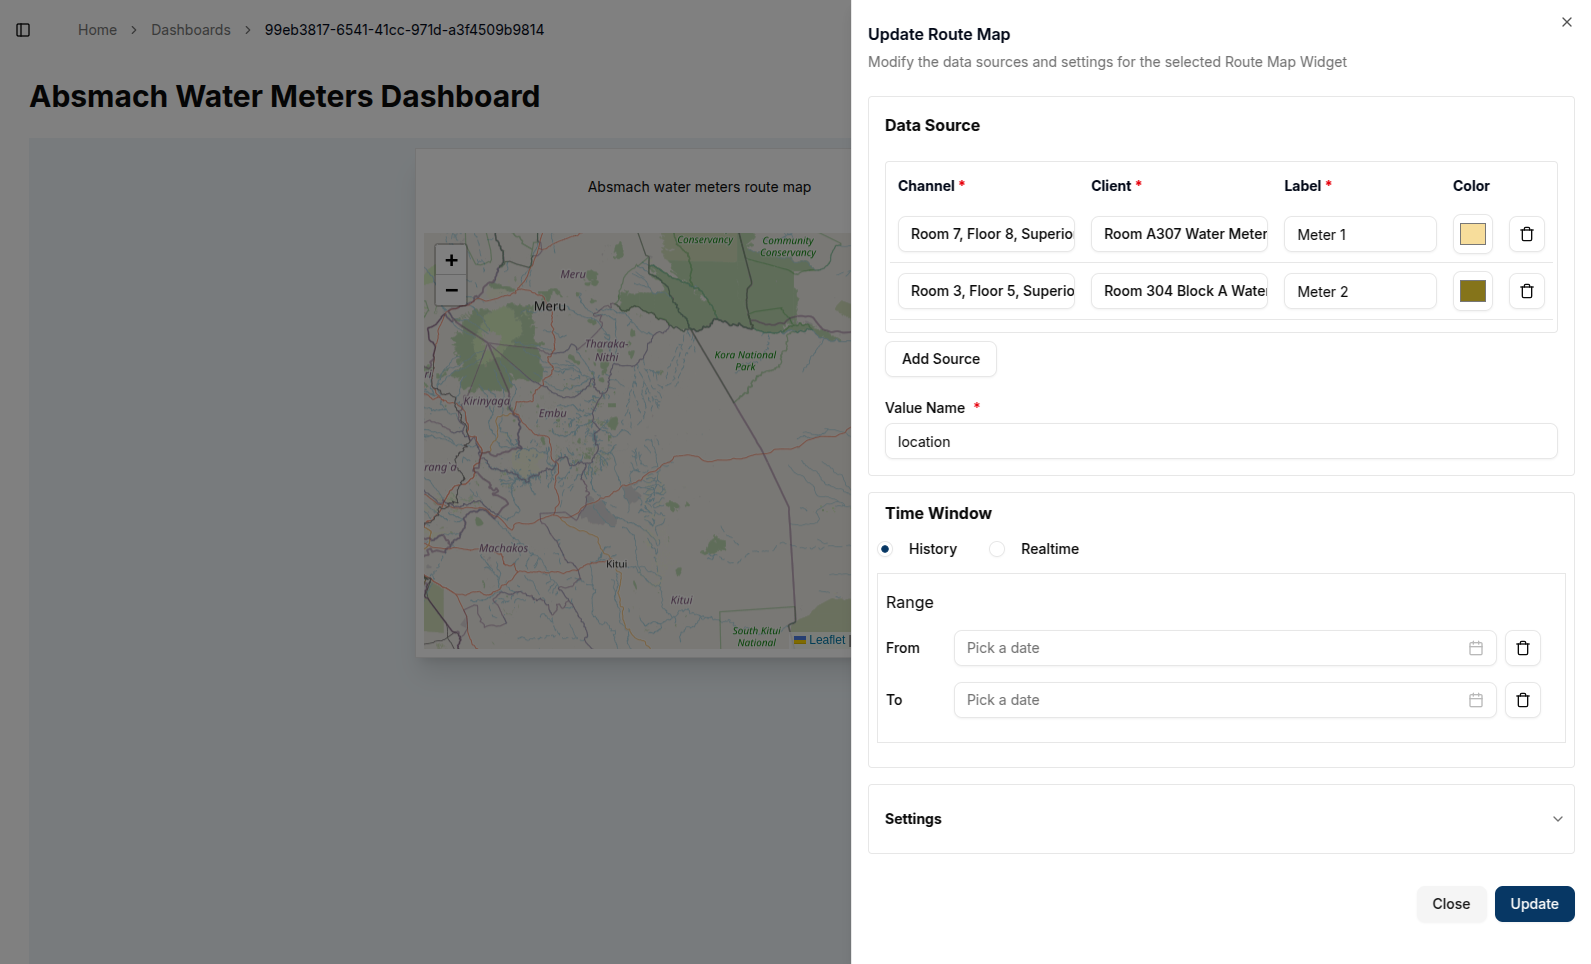 Home > Dashboards > 99eb3817-6541-41cc-971d-a3f4509b9814
Absmach Water Meters Dashboard
Absmach water meters route map
+
−
Conservancy
Community
Conservancy
Meru
Meru
Tharaka-
Nithi
Kora National
Park
Kirinyaga
Embu
rang'a
Machakos
Kitui
Kitui
South Kitui
National
Leaflet |
Update Route Map
Modify the data sources and settings for the selected Route Map Widget
Data Source
Channel * Client * Label * Color
Room 7, Floor 8, Superio Room A307 Water Meter Meter 1
Room 3, Floor 5, Superio Room 304 Block A Water Meter 2
Add Source
Value Name *
location
Time Window
History Realtime
Range
From Pick a date
To Pick a date
Settings
Close Update